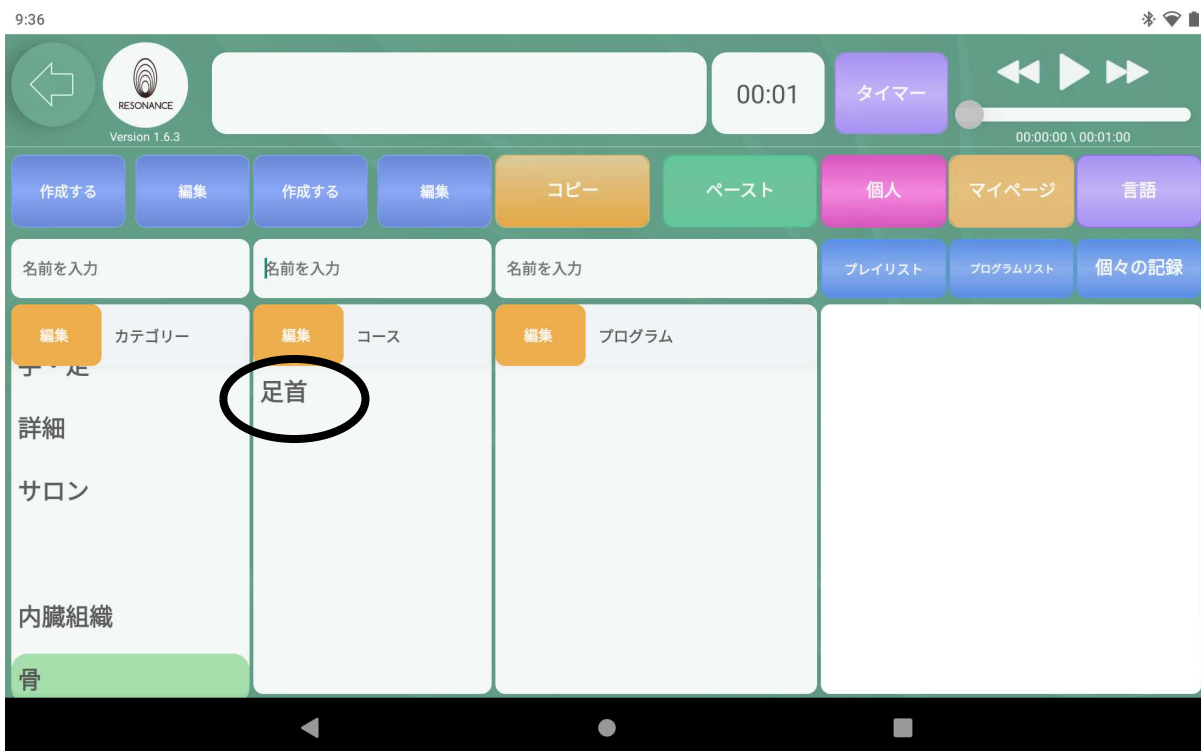 9:36
RESONANCE
Version 1.6.3
00:01
タイマー
00:00:00 \ 00:01:00
作成する
編集
作成する
編集
コピー
ペースト
個人
マイページ
言語
名前を入力
名前を入力
名前を入力
プレイリスト
プログラムリスト
個々の記録
編集
カテゴリー
編集
コース
編集
プログラム
足首
詳細
サロン
内臓組織
骨